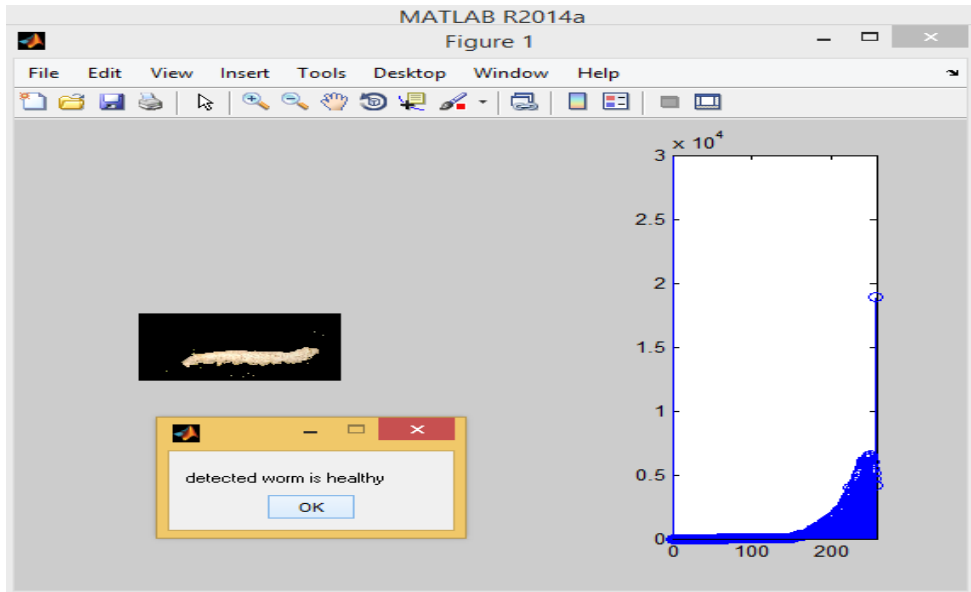 MATLAB R2014a
Figure 1
File Edit View Insert Tools Desktop Window Help
x 10^4
3
2.5
2
1.5
1
0.5
0
0 100 200
detected worm is healthy
OK